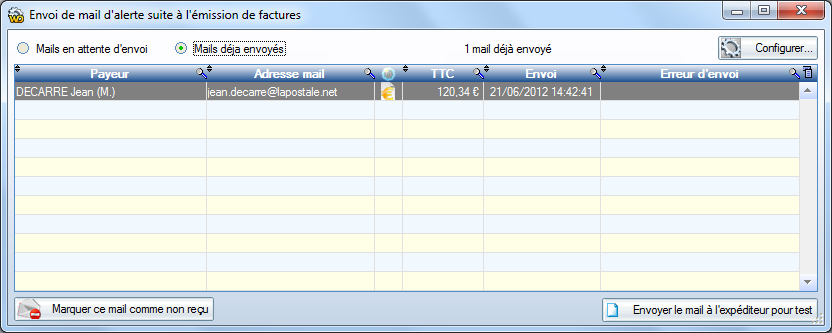 Envoi de mail d'alerte suite à l'émission de factures
Mails en attente d'envoi Mails déja envoyés 1 mail déjà envoyé Configurer...
Payeur Adresse mail TTC Envoi Erreur d'envoi
DECARRE Jean (M.) jean.decarre@lapostale.net 120,34 € 21/06/2012 14:42:41
Marquer ce mail comme non reçu Envoyer le mail à l'expéditeur pour test